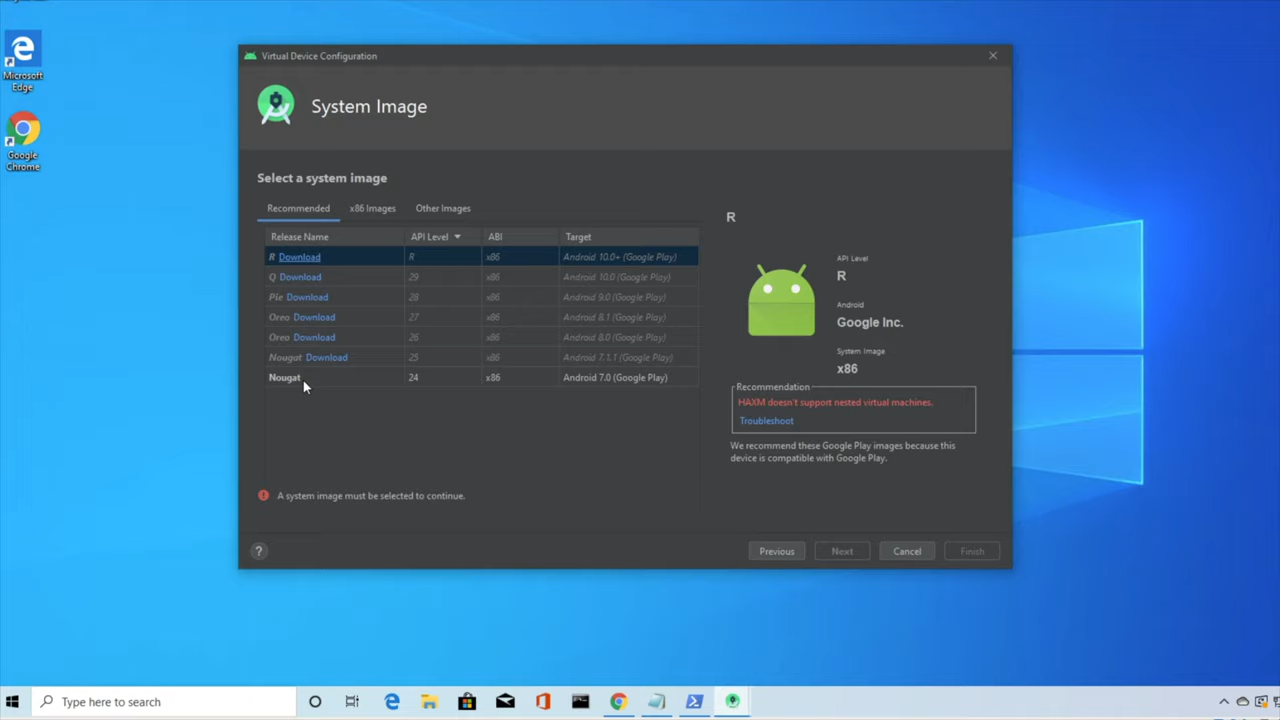 Microsoft
Edge
Google
Chrome
Virtual Device Configuration
System Image
Select a system image
Recommended x86 Images Other Images
Release Name API Level ABI Target
R Download R x86 Android 10.0+ (Google Play)
Q Download 29 x86 Android 10.0 (Google Play)
Pie Download 28 x86 Android 9.0 (Google Play)
Oreo Download 27 x86 Android 8.1 (Google Play)
Oreo Download 26 x86 Android 8.0 (Google Play)
Nougat Download 25 x86 Android 7.1.1 (Google Play)
Nougat 24 x86 Android 7.0 (Google Play)
R
API Level
R
Android
Google Inc.
System Image
x86
Recommendation
HAXM doesn't support nested virtual machines.
Troubleshoot
We recommend these Google Play images because this
device is compatible with Google Play.
A system image must be selected to continue.
? Previous Next Cancel Finish
Type here to search